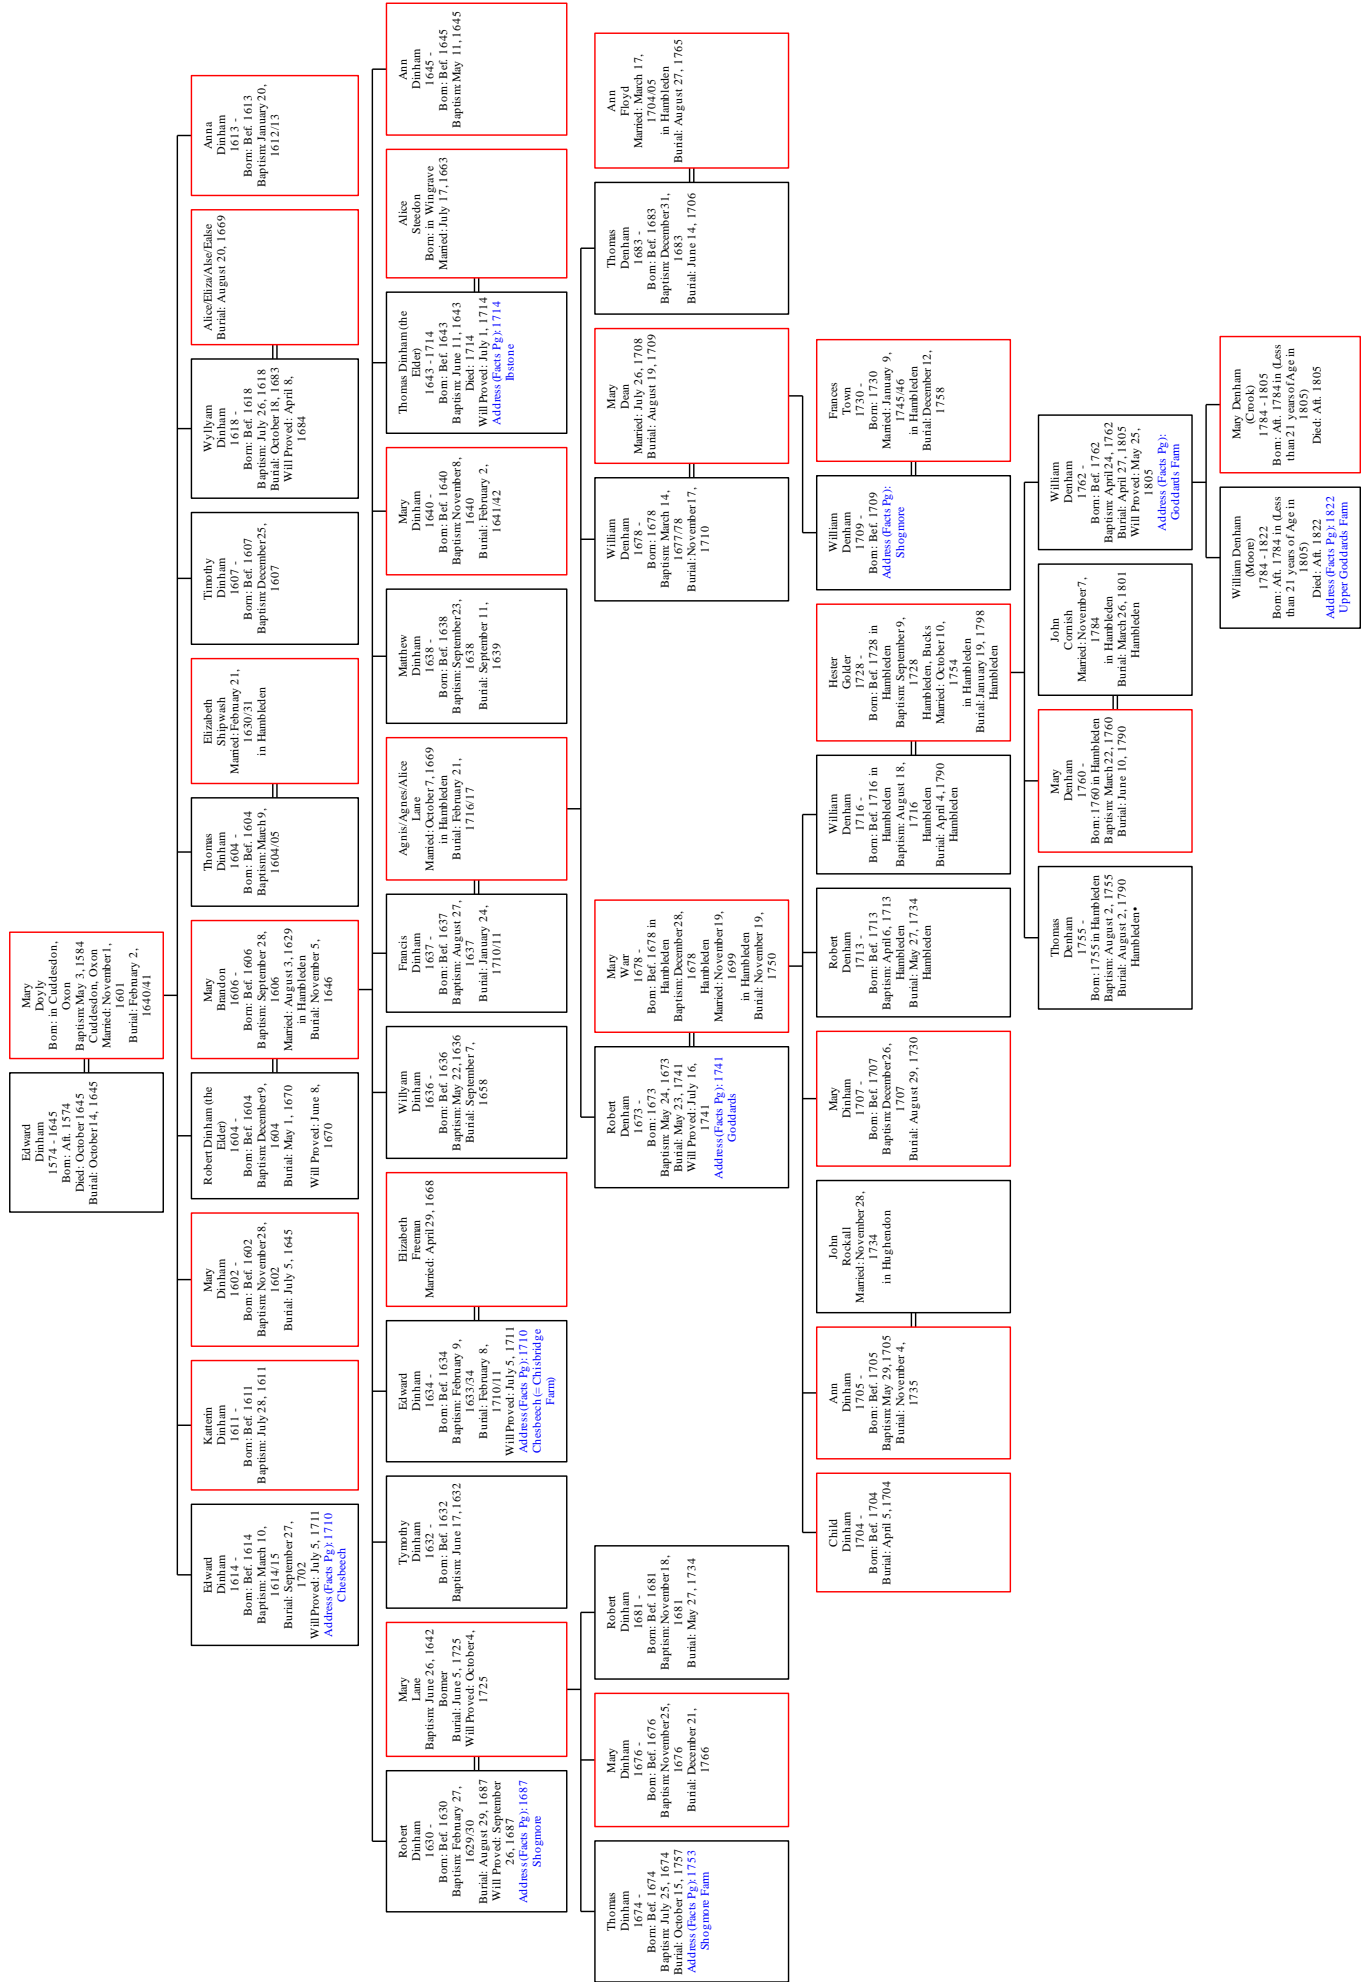 Edward
Dinham
1574 - 1645
Born: Aft. 1574
Died: October 1645
Burial: October 14, 1645
Mary
Doyly
Born: in Cuddesdon,
Oxon
Baptism: May 3, 1584
Cuddesdon, Oxon
Married: November 1,
1601
Burial: February 2,
1640/41
Edward
Dinham
1614 -
Born: Bef. 1614
Baptism: March 10,
1614/15
Burial: September 27,
1702
Will Proved: July 5, 1711
Address (Facts Pg): 1710
Chesbeech
Katterin
Dinham
1611 -
Born: Bef. 1611
Baptism: July 28, 1611
Mary
Dinham
1602 -
Born: Bef. 1602
Baptism: November 28,
1602
Burial: July 5, 1645
Robert Dinham (the
Elder)
1604 -
Born: Bef. 1604
Baptism: December 9,
1604
Burial: May 1, 1670
Will Proved: June 8,
1670
Mary
Brandon
1606 -
Born: Bef. 1606
Baptism: September 28,
1606
Married: August 3, 1629
in Hambleden
Burial: November 5,
1646
Thomas
Dinham
1604 -
Born: Bef. 1604
Baptism: March 9,
1604/05
Elizabeth
Shipwash
Married: February 21,
1630/31
in Hambleden
Timothy
Dinham
1607 -
Born: Bef. 1607
Baptism: December 25,
1607
Wyllyam
Dinham
1618 -
Born: Bef. 1618
Baptism: July 26, 1618
Burial: October 18, 1683
Will Proved: April 8,
1684
Alice/Eliza/Alse/Ealse
Burial: August 20, 1669
Anna
Dinham
1613 -
Born: Bef. 1613
Baptism: January 20,
1612/13
Robert
Dinham
1630 -
Born: Bef. 1630
Baptism: February 27,
1629/30
Burial: August 29, 1687
Will Proved: September
26, 1687
Address (Facts Pg): 1687
Shogmore
Mary
Lane
Baptism: June 26, 1642
Bonner
Burial: June 5, 1725
Will Proved: October 4,
1725
Tymothy
Dinham
1632 -
Born: Bef. 1632
Baptism: June 17, 1632
Edward
Dinham
1634 -
Born: Bef. 1634
Baptism: February 9,
1633/34
Burial: February 8,
1710/11
Will Proved: July 5, 1711
Address (Facts Pg): 1710
Chesbeech (= Chisbridge
Farm)
Elizabeth
Freeman
Married: April 29, 1668
Willyam
Dinham
1636 -
Born: Bef. 1636
Baptism: May 22, 1636
Burial: September 7,
1658
Francis
Dinham
1637 -
Born: Bef. 1637
Baptism: August 27,
1637
Burial: January 24,
1710/11
Agnis/Agnes/Alice
Lane
Married: October 7, 1669
in Hambleden
Burial: February 21,
1716/17
Matthew
Dinham
1638 -
Born: Bef. 1638
Baptism: September 23,
1638
Burial: September 11,
1639
Mary
Dinham
1640 -
Born: Bef. 1640
Baptism: November 8,
1640
Burial: February 2,
1641/42
Thomas Dinham (the
Elder)
1643 - 1714
Born: Bef. 1643
Baptism: June 11, 1643
Died: 1714
Will Proved: July 1, 1714
Address (Facts Pg): 1714
Ibstone
Alice
Steedon
Born: in Wingrave
Married: July 17, 1663
Ann
Dinham
1645 -
Born: Bef. 1645
Baptism: May 11, 1645
Thomas
Dinham
1674 -
Born: Bef. 1674
Baptism: July 25, 1674
Burial: October 15, 1757
Address (Facts Pg): 1753
Shogmore Farm
Mary
Dinham
1676 -
Born: Bef. 1676
Baptism: November 25,
1676
Burial: December 21,
1766
Robert
Dinham
1681 -
Born: Bef. 1681
Baptism: November 18,
1681
Burial: May 27, 1734
Robert
Denham
1673 -
Born: 1673
Baptism: May 24, 1673
Burial: May 23, 1741
Will Proved: July 16,
1741
Address (Facts Pg): 1741
Goddards
Mary
Warr
1678 -
Born: Bef. 1678 in
Hambleden
Baptism: December 28,
1678
Hambleden
Married: November 19,
1699
in Hambleden
Burial: November 19,
1750
William
Denham
1678 -
Born: 1678
Baptism: March 14,
1677/78
Burial: November 17,
1710
Mary
Dean
Married: July 26, 1708
Burial: August 19, 1709
Thomas
Denham
1683 -
Born: Bef. 1683
Baptism: December 31,
1683
Burial: June 14, 1706
Ann
Floyd
Married: March 17,
1704/05
in Hambleden
Burial: August 27, 1765
Child
Dinham
1704 -
Born: Bef. 1704
Burial: April 5, 1704
Ann
Dinham
1705 -
Born: Bef. 1705
Baptism: May 29, 1705
Burial: November 4,
1735
John
Rockall
Married: November 28,
1734
in Hughendon
Mary
Dinham
1707 -
Born: Bef. 1707
Baptism: December 26,
1707
Burial: August 29, 1730
Robert
Denham
1713 -
Born: Bef. 1713
Baptism: April 6, 1713
Hambleden
Burial: May 27, 1734
Hambleden
William
Denham
1716 -
Born: Bef. 1716 in
Hambleden
Baptism: August 18,
1716
Hambleden
Burial: April 4, 1790
Hambleden
Hester
Golder
1728 -
Born: Bef. 1728 in
Hambleden
Baptism: September 9,
1728
Hambleden, Bucks
Married: October 10,
1754
in Hambleden
Burial: January 19, 1798
Hambleden
William
Denham
1709 -
Born: Bef. 1709
Address (Facts Pg):
Shogmore
Frances
Town
1730 -
Born: 1730
Married: January 9,
1745/46
in Hambleden
Burial: December 12,
1758
Thomas
Denham
1755 -
Born: 1755 in Hambleden
Baptism: August 2, 1755
Burial: August 2, 1790
Hambleden•
Mary
Denham
1760 -
Born: 1760 in Hambleden
Baptism: March 22, 1760
Burial: June 10, 1790
John
Cornish
Married: November 7,
1784
in Hambleden
Burial: March 26, 1801
Hambleden
William
Denham
1762 -
Born: Bef. 1762
Baptism: April 24, 1762
Burial: April 27, 1805
Will Proved: May 25,
1805
Address (Facts Pg):
Goddards Farm
William Denham
(Moore)
1784 - 1822
Born: Aft. 1784 in (Less
than 21 years of Age in
1805)
Died: Aft. 1822
Address (Facts Pg): 1822
Upper Goddards Farm
Mary Denham
(Crook)
1784 - 1805
Born: Aft. 1784 in (Less
than 21 years of Age in
1805)
Died: Aft. 1805